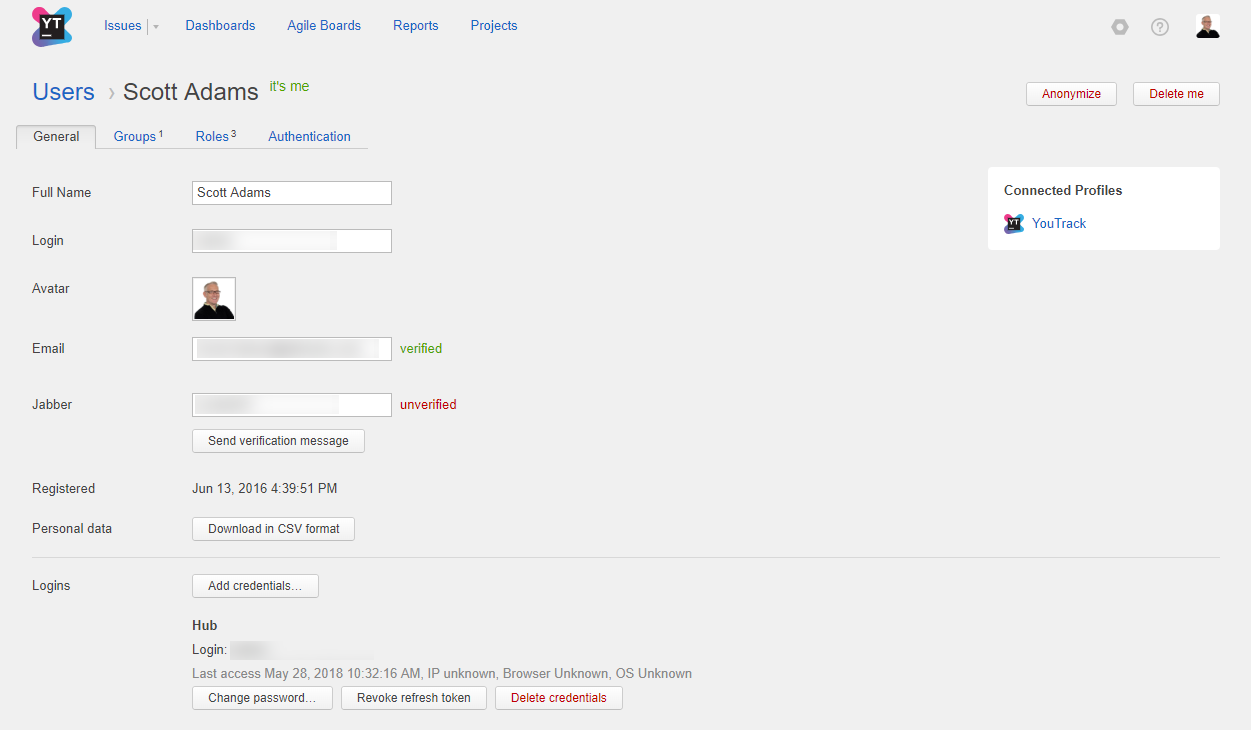 YT Issues Dashboards Agile Boards Reports Projects
Users › Scott Adams it's me
Anonymize Delete me
General Groups 1 Roles 3 Authentication
Full Name Scott Adams
Connected Profiles
YT YouTrack
Login
Avatar
Email verified
Jabber unverified
Send verification message
Registered Jun 13, 2016 4:39:51 PM
Personal data Download in CSV format
Logins Add credentials…
Hub
Login:
Last access May 28, 2018 10:32:16 AM, IP unknown, Browser Unknown, OS Unknown
Change password… Revoke refresh token Delete credentials